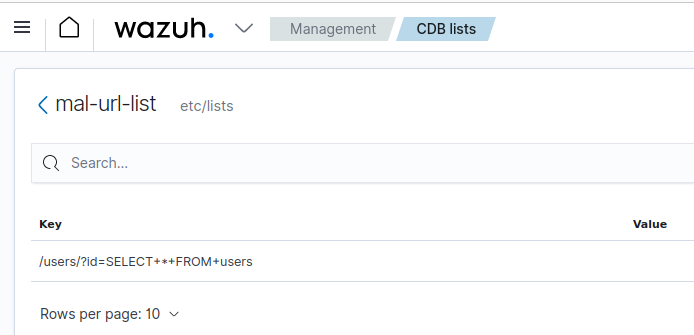 wazuh. Management CDB lists
mal-url-list etc/lists
Search...
Key Value
/users/?id=SELECT+*+FROM+users
Rows per page: 10